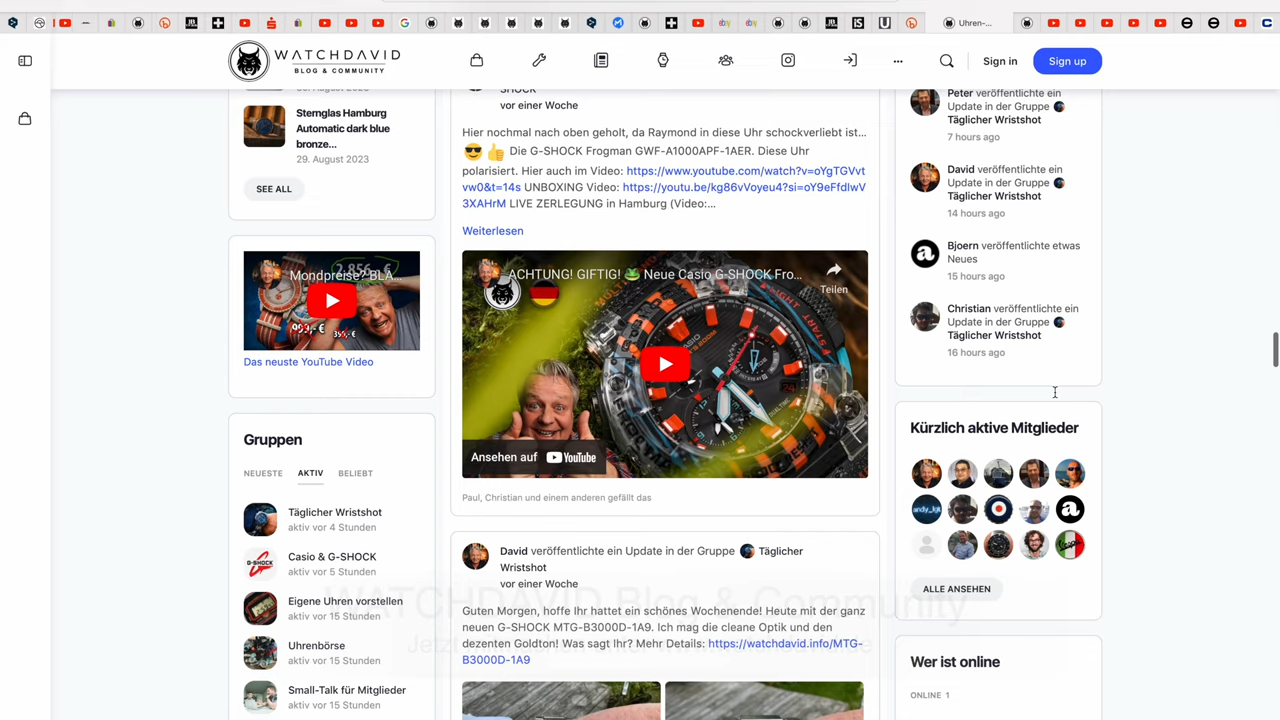 Uhren-...
WATCHDAVID
BLOG & COMMUNITY
Sign in
Sign up
Sternglas Hamburg
Automatic dark blue
bronze...
29. August 2023
SEE ALL
Mondpreise? BLA...
999,- €
Das neuste YouTube Video
Gruppen
NEUESTE
AKTIV
BELIEBT
Täglicher Wristshot
aktiv vor 4 Stunden
Casio & G-SHOCK
aktiv vor 5 Stunden
Eigene Uhren vorstellen
aktiv vor 15 Stunden
Uhrenbörse
aktiv vor 15 Stunden
Small-Talk für Mitglieder
aktiv vor 15 Stunden
SHOCK
vor einer Woche
Hier nochmal nach oben geholt, da Raymond in diese Uhr schockverliebt ist...
😎👍 Die G-SHOCK Frogman GWF-A1000APF-1AER. Diese Uhr
polarisiert. Hier auch im Video: https://www.youtube.com/watch?v=oYgTGVvt
vw0&t=14s UNBOXING Video: https://youtu.be/kg86vVoyeu4?si=oY9eFfdIwV
3XAHrM LIVE ZERLEGUNG in Hamburg (Video:...
Weiterlesen
ACHTUNG! GIFTIG! 🐸 Neue Casio G-SHOCK Fro...
Teilen
Ansehen auf YouTube
Paul, Christian und einem anderen gefällt das
David veröffentlichte ein Update in der Gruppe Täglicher
Wristshot
vor einer Woche
Guten Morgen, hoffe Ihr hattet ein schönes Wochenende! Heute mit der ganz
neuen G-SHOCK MTG-B3000D-1A9. Ich mag die cleane Optik und den
dezenten Goldton! Was sagt Ihr? Mehr Details: https://watchdavid.info/MTG-
B3000D-1A9
WATCHDAVID Blog & Community
Peter veröffentlichte ein
Update in der Gruppe
Täglicher Wristshot
7 hours ago
David veröffentlichte ein
Update in der Gruppe
Täglicher Wristshot
14 hours ago
Bjoern veröffentlichte etwas
Neues
15 hours ago
Christian veröffentlichte ein
Update in der Gruppe
Täglicher Wristshot
16 hours ago
Kürzlich aktive Mitglieder
andy_lgt
ALLE ANSEHEN
Wer ist online
ONLINE 1